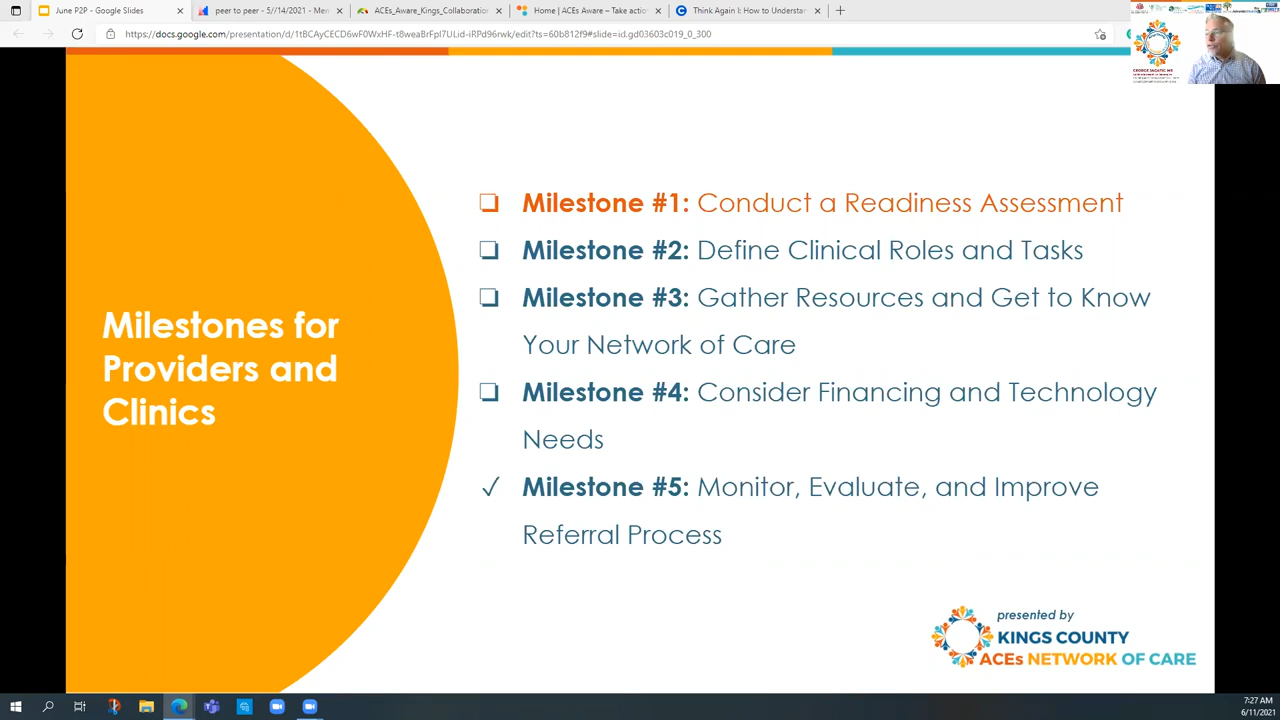 June P2P - Google Slides
peer to peer - 5//14/2021 - Men
ACEs_Aware_Kings_Collaboration
Home | ACEs Aware – Take action
Think Again I: How to Understan
https://docs.google.com/presentation/d/1tBCAyCECD6wF0WxHF-t8weaBrFpI7ULid-iRPd96rwk/edit?ts=60b812f9#slide=id.gd03603c019_0_300
Milestones for
Providers and
Clinics
❏ Milestone #1: Conduct a Readiness Assessment
❏ Milestone #2: Define Clinical Roles and Tasks
❏ Milestone #3: Gather Resources and Get to Know
Your Network of Care
❏ Milestone #4: Consider Financing and Technology
Needs
✓ Milestone #5: Monitor, Evaluate, and Improve
Referral Process
presented by
KINGS COUNTY
ACEs NETWORK OF CARE
7:27 AM
6/11/2021